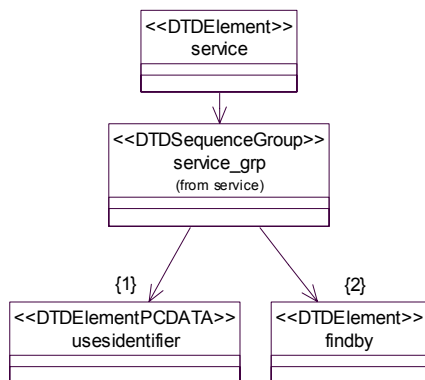 <<DTDElement>>
service
<<DTDSequenceGroup>>
service_grp
(from service)
{1}
{2}
<<DTDElementPCDATA>>
usesidentifier
<<DTDElement>>
findby